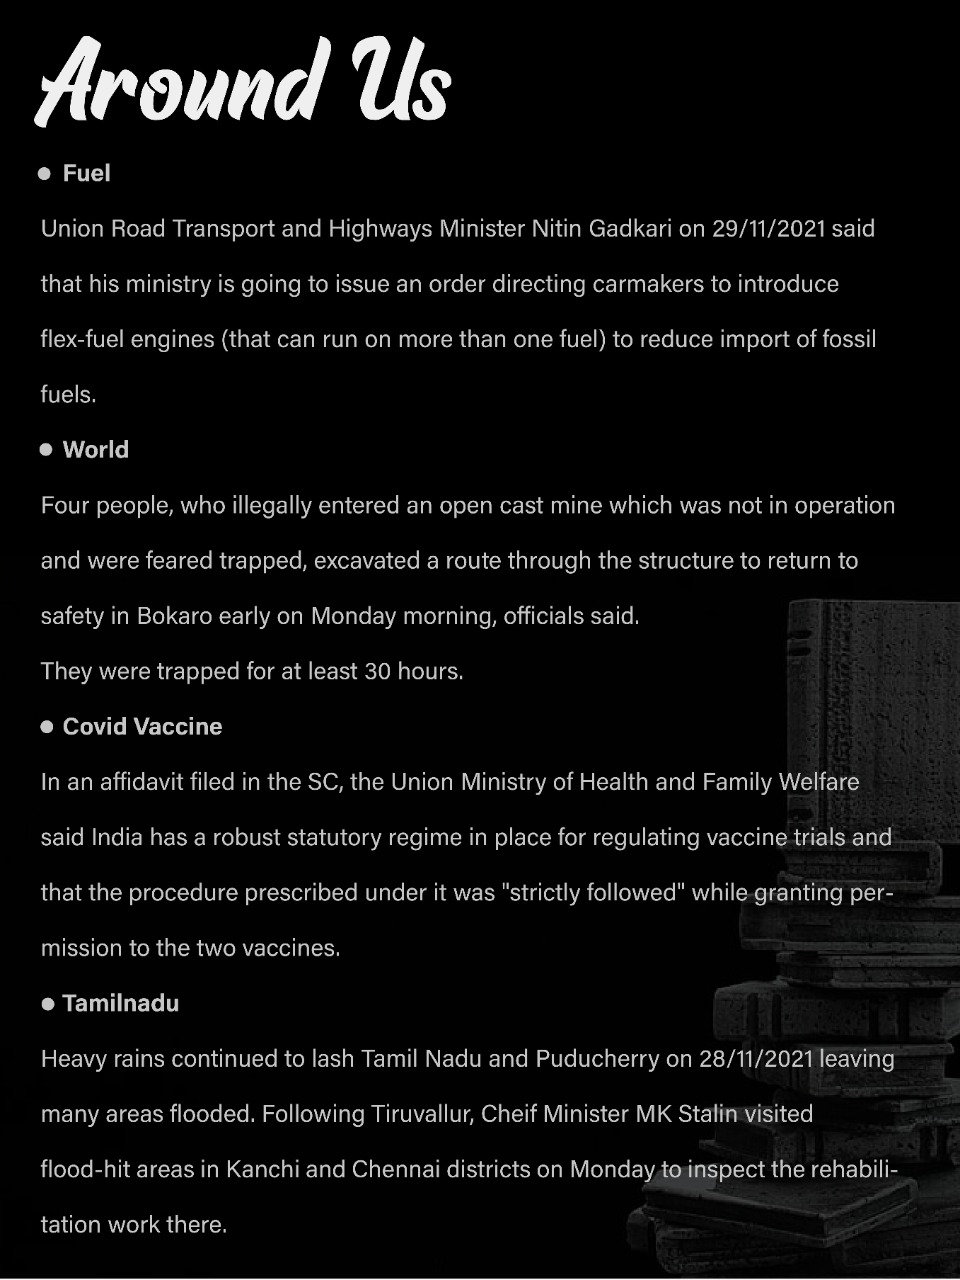 Around Us
● Fuel
Union Road Transport and Highways Minister Nitin Gadkari on 29/11/2021 said
that his ministry is going to issue an order directing carmakers to introduce
flex-fuel engines (that can run on more than one fuel) to reduce import of fossil
fuels.
● World
Four people, who illegally entered an open cast mine which was not in operation
and were feared trapped, excavated a route through the structure to return to
safety in Bokaro early on Monday morning, officials said.
They were trapped for at least 30 hours.
● Covid Vaccine
In an affidavit filed in the SC, the Union Ministry of Health and Family Welfare
said India has a robust statutory regime in place for regulating vaccine trials and
that the procedure prescribed under it was "strictly followed" while granting per-
mission to the two vaccines.
● Tamilnadu
Heavy rains continued to lash Tamil Nadu and Puducherry on 28/11/2021 leaving
many areas flooded. Following Tiruvallur, Cheif Minister MK Stalin visited
flood-hit areas in Kanchi and Chennai districts on Monday to inspect the rehabili-
tation work there.